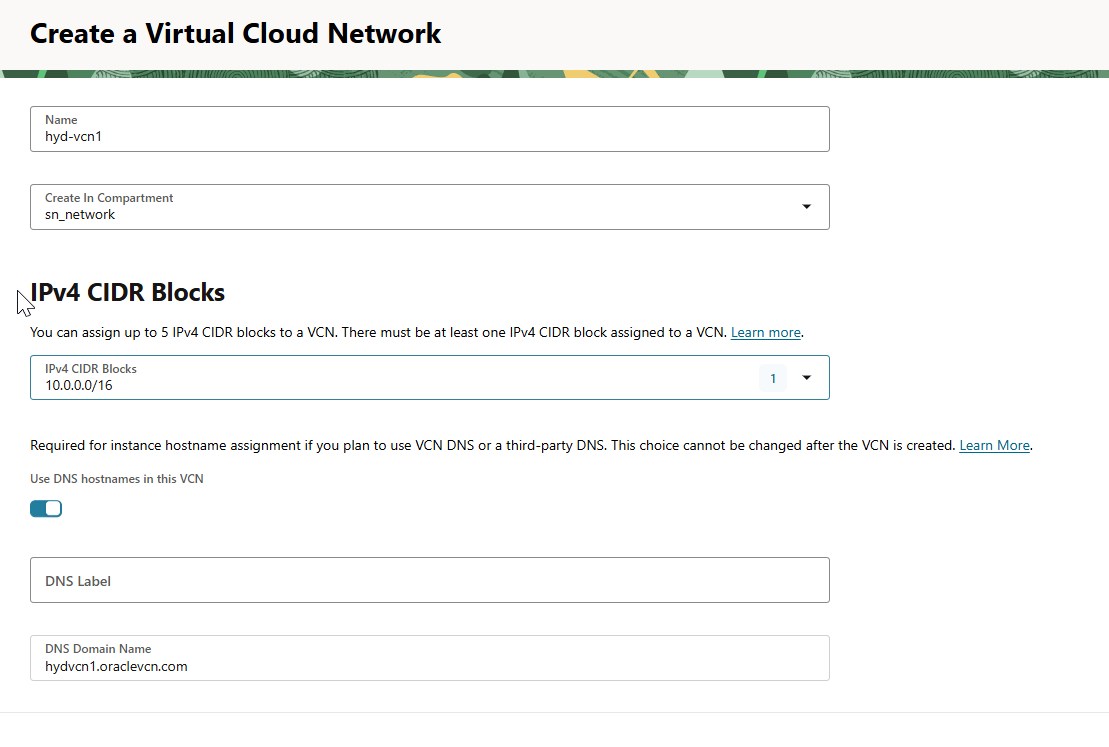 Create a Virtual Cloud Network
Name
hyd-vcn1
Create In Compartment
sn_network
IPv4 CIDR Blocks
You can assign up to 5 IPv4 CIDR blocks to a VCN. There must be at least one IPv4 CIDR block assigned to a VCN. Learn more.
IPv4 CIDR Blocks
10.0.0.0/16
1
Required for instance hostname assignment if you plan to use VCN DNS or a third-party DNS. This choice cannot be changed after the VCN is created. Learn More.
Use DNS hostnames in this VCN
DNS Label
DNS Domain Name
hydvcn1.oraclevcn.com